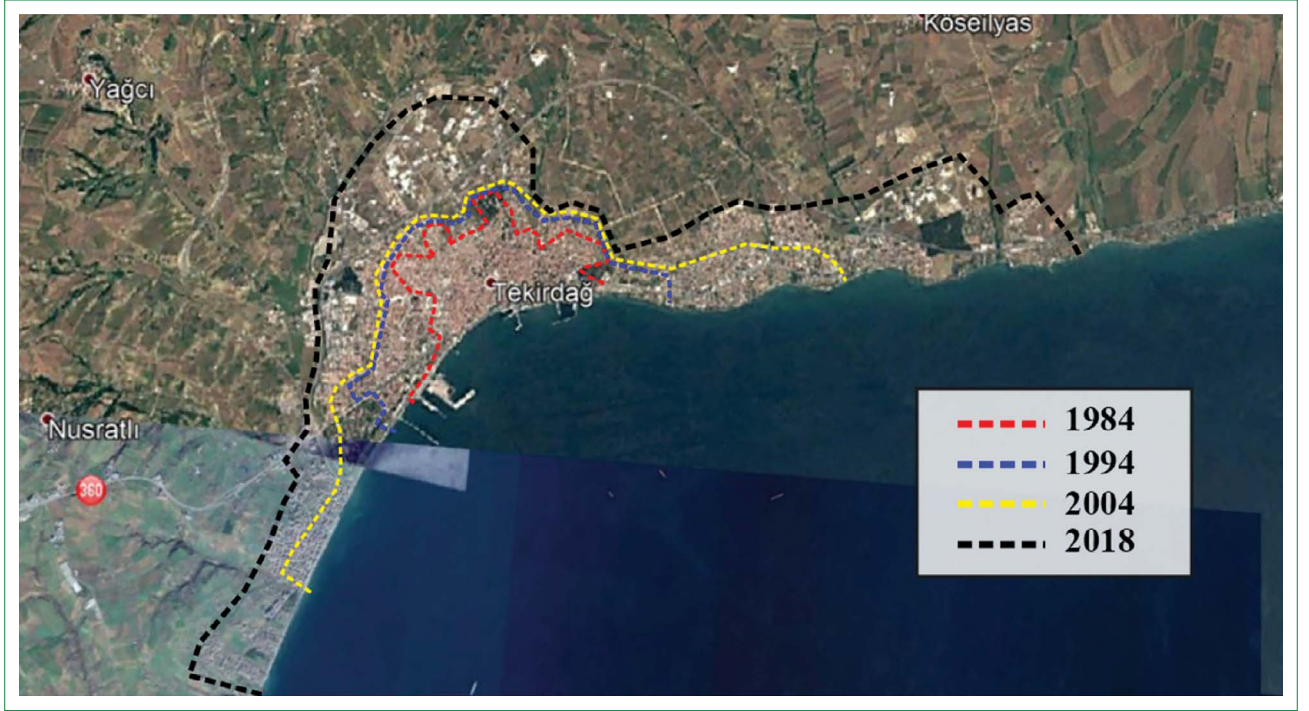 Köseilyas
Yağcı
Tekirdağ
Nusratlı
360
1984
1994
2004
2018